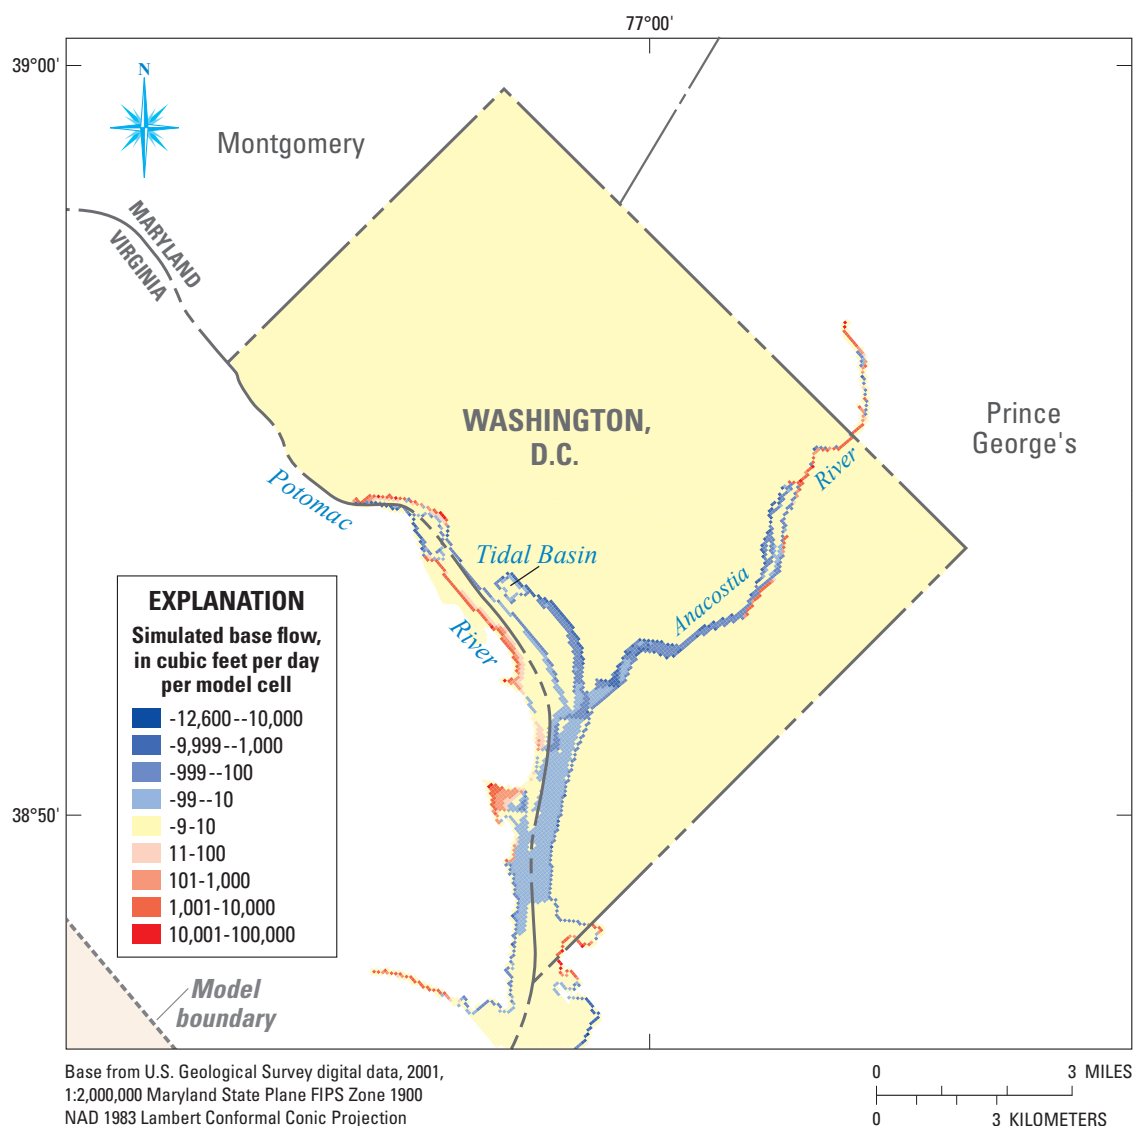 77°00'
39°00'
N
Montgomery
MARYLAND
VIRGINIA
WASHINGTON,
D.C.
Prince
George's
Potomac
River
Tidal Basin
Anacostia
River
EXPLANATION
Simulated base flow,
in cubic feet per day
per model cell
-12,600--10,000
-9,999--1,000
-999--100
-99--10
-9-10
11-100
101-1,000
1,001-10,000
10,001-100,000
38°50'
Model
boundary
Base from U.S. Geological Survey digital data, 2001,
1:2,000,000 Maryland State Plane FIPS Zone 1900
NAD 1983 Lambert Conformal Conic Projection
0 3 MILES
0 3 KILOMETERS